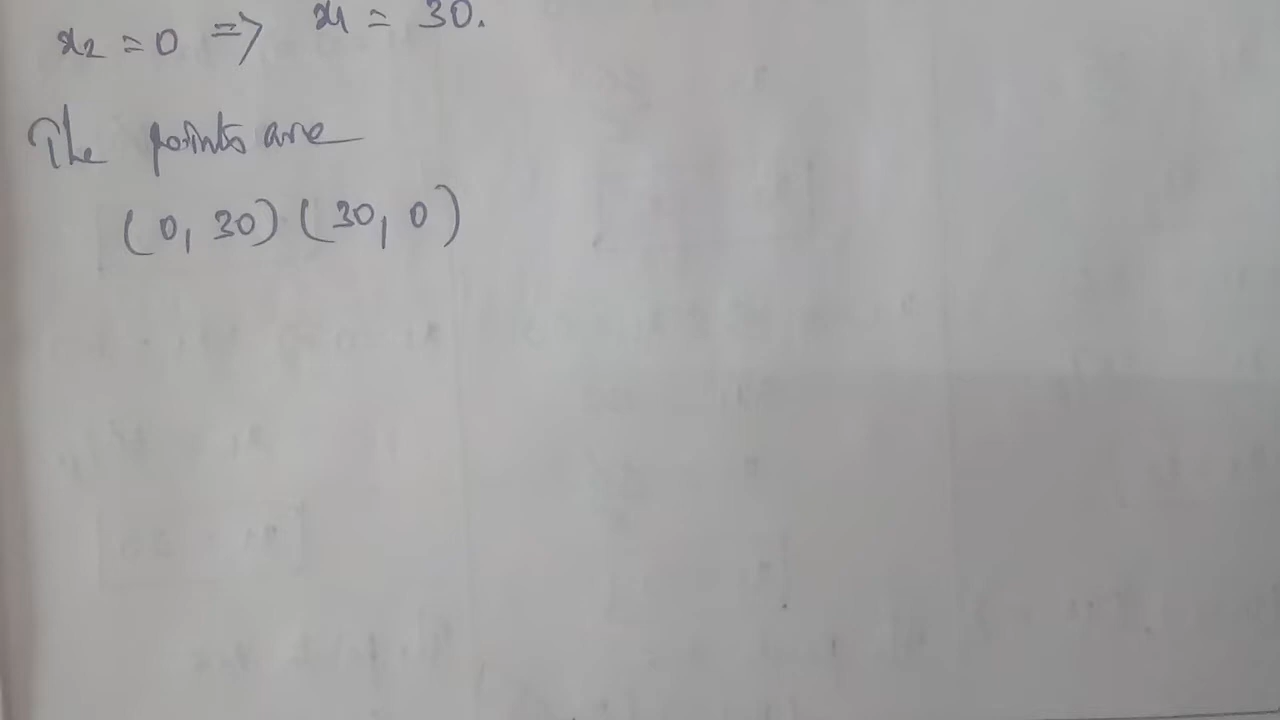 x₂ = 0 => x₁ = 30.
The points are
(0, 30) (30, 0)